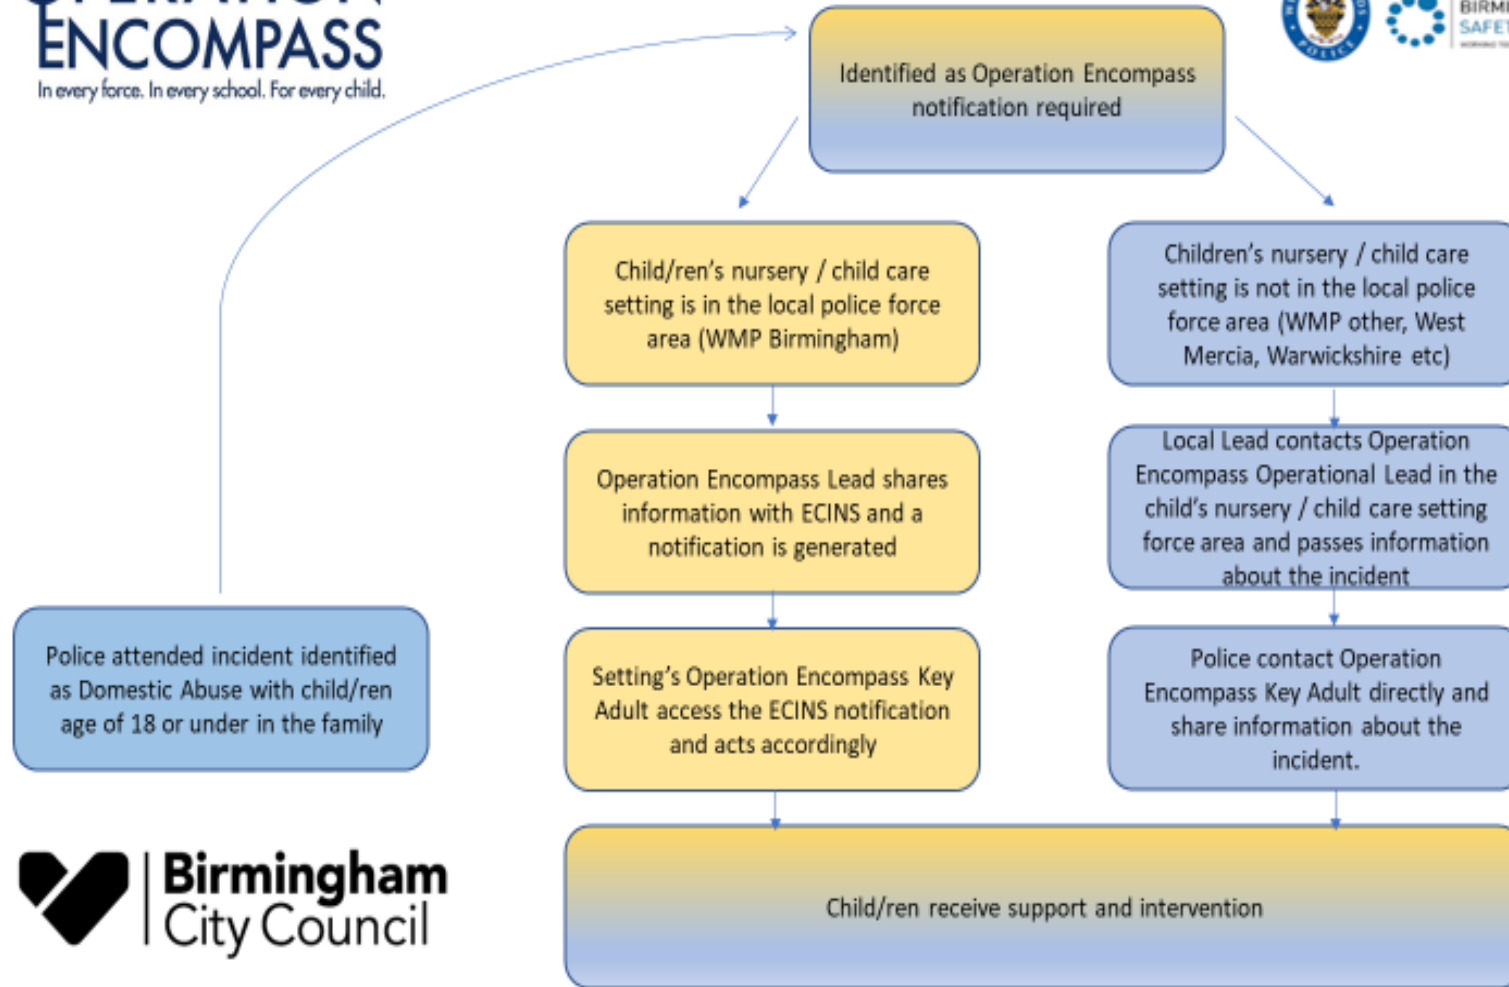 OPERATION
ENCOMPASS
In every force. In every school. For every child.
POLICE
SAFET
Identified as Operation Encompass
notification required
Child/ren's nursery / child care
setting is in the local police force
area (WMP Birmingham)
Children's nursery / child care
setting is not in the local police
force area (WMP other, West
Mercia, Warwickshire etc)
Operation Encompass Lead shares
information with ECINS and a
notification is generated
Local Lead contacts Operation
Encompass Operational Lead in the
child's nursery / child care setting
force area and passes information
about the incident
Police attended incident identified
as Domestic Abuse with child/ren
age of 18 or under in the family
Setting's Operation Encompass Key
Adult access the ECINS notification
and acts accordingly
Police contact Operation
Encompass Key Adult directly and
share information about the
incident.
Birmingham
City Council
Child/ren receive support and intervention